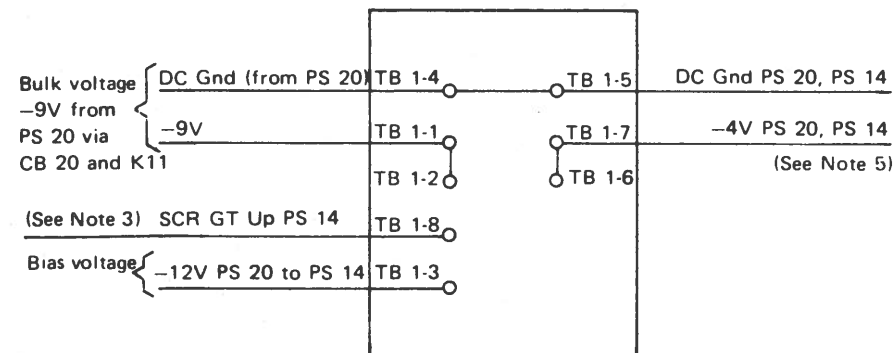 DC Gnd (from PS 20) TB 1-4 TB 1-5 DC Gnd PS 20, PS 14
Bulk voltage
−9V from
PS 20 via
CB 20 and K11
−9V TB 1-1 TB 1-7 −4V PS 20, PS 14
(See Note 5)
TB 1-2 TB 1-6
(See Note 3) SCR GT Up PS 14 TB 1-8
Bias voltage −12V PS 20 to PS 14 TB 1-3